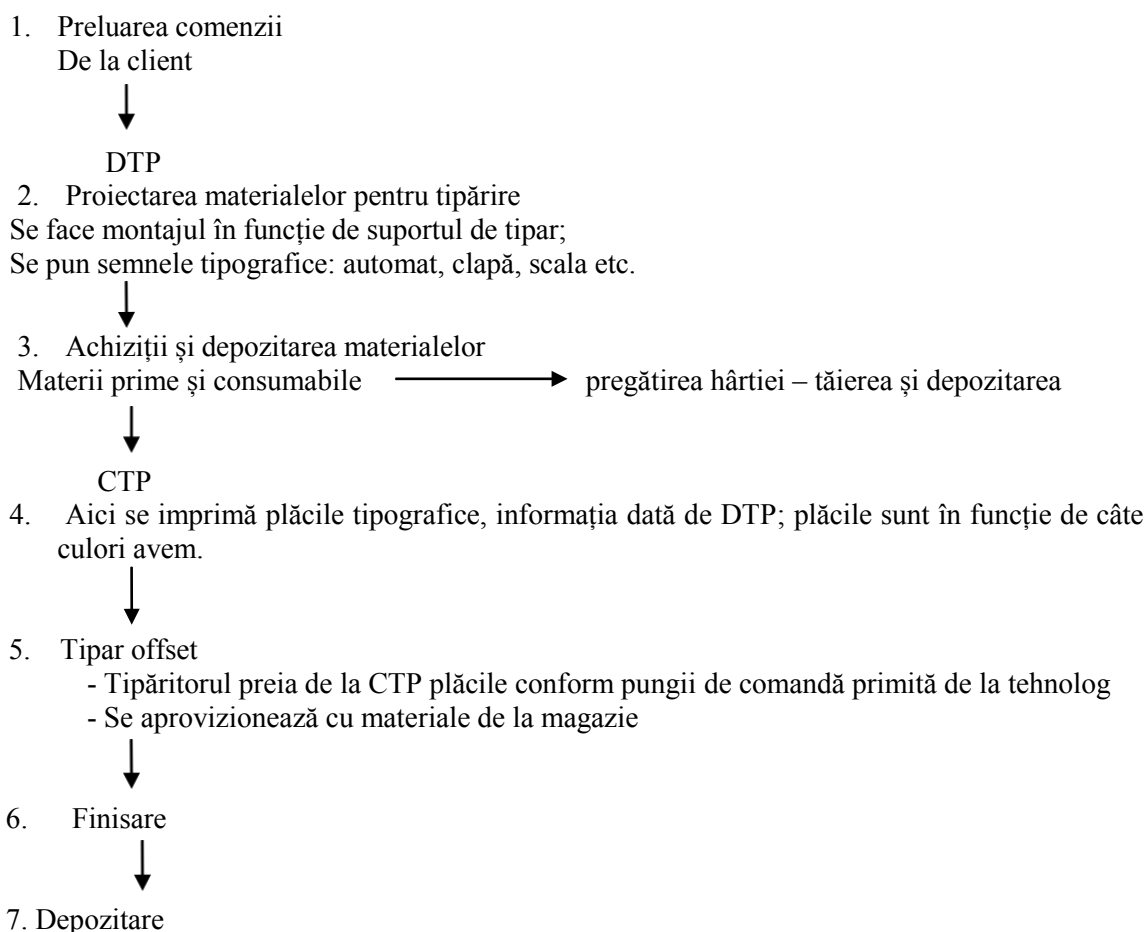 1. Preluarea comenzii
De la client
DTP
2. Proiectarea materialelor pentru tipărire
Se face montajul în funcție de suportul de tipar;
Se pun semnele tipografice: automat, clapă, scala etc.
3. Achiziții și depozitarea materialelor
Materii prime și consumabile pregătirea hârtiei – tăierea și depozitarea
CTP
4. Aici se imprimă plăcile tipografice, informația dată de DTP; plăcile sunt în funcție de câte
culori avem.
5. Tipar offset
- Tipăritorul preia de la CTP plăcile conform pungii de comandă primită de la tehnolog
- Se aprovizionează cu materiale de la magazie
6. Finisare
7. Depozitare